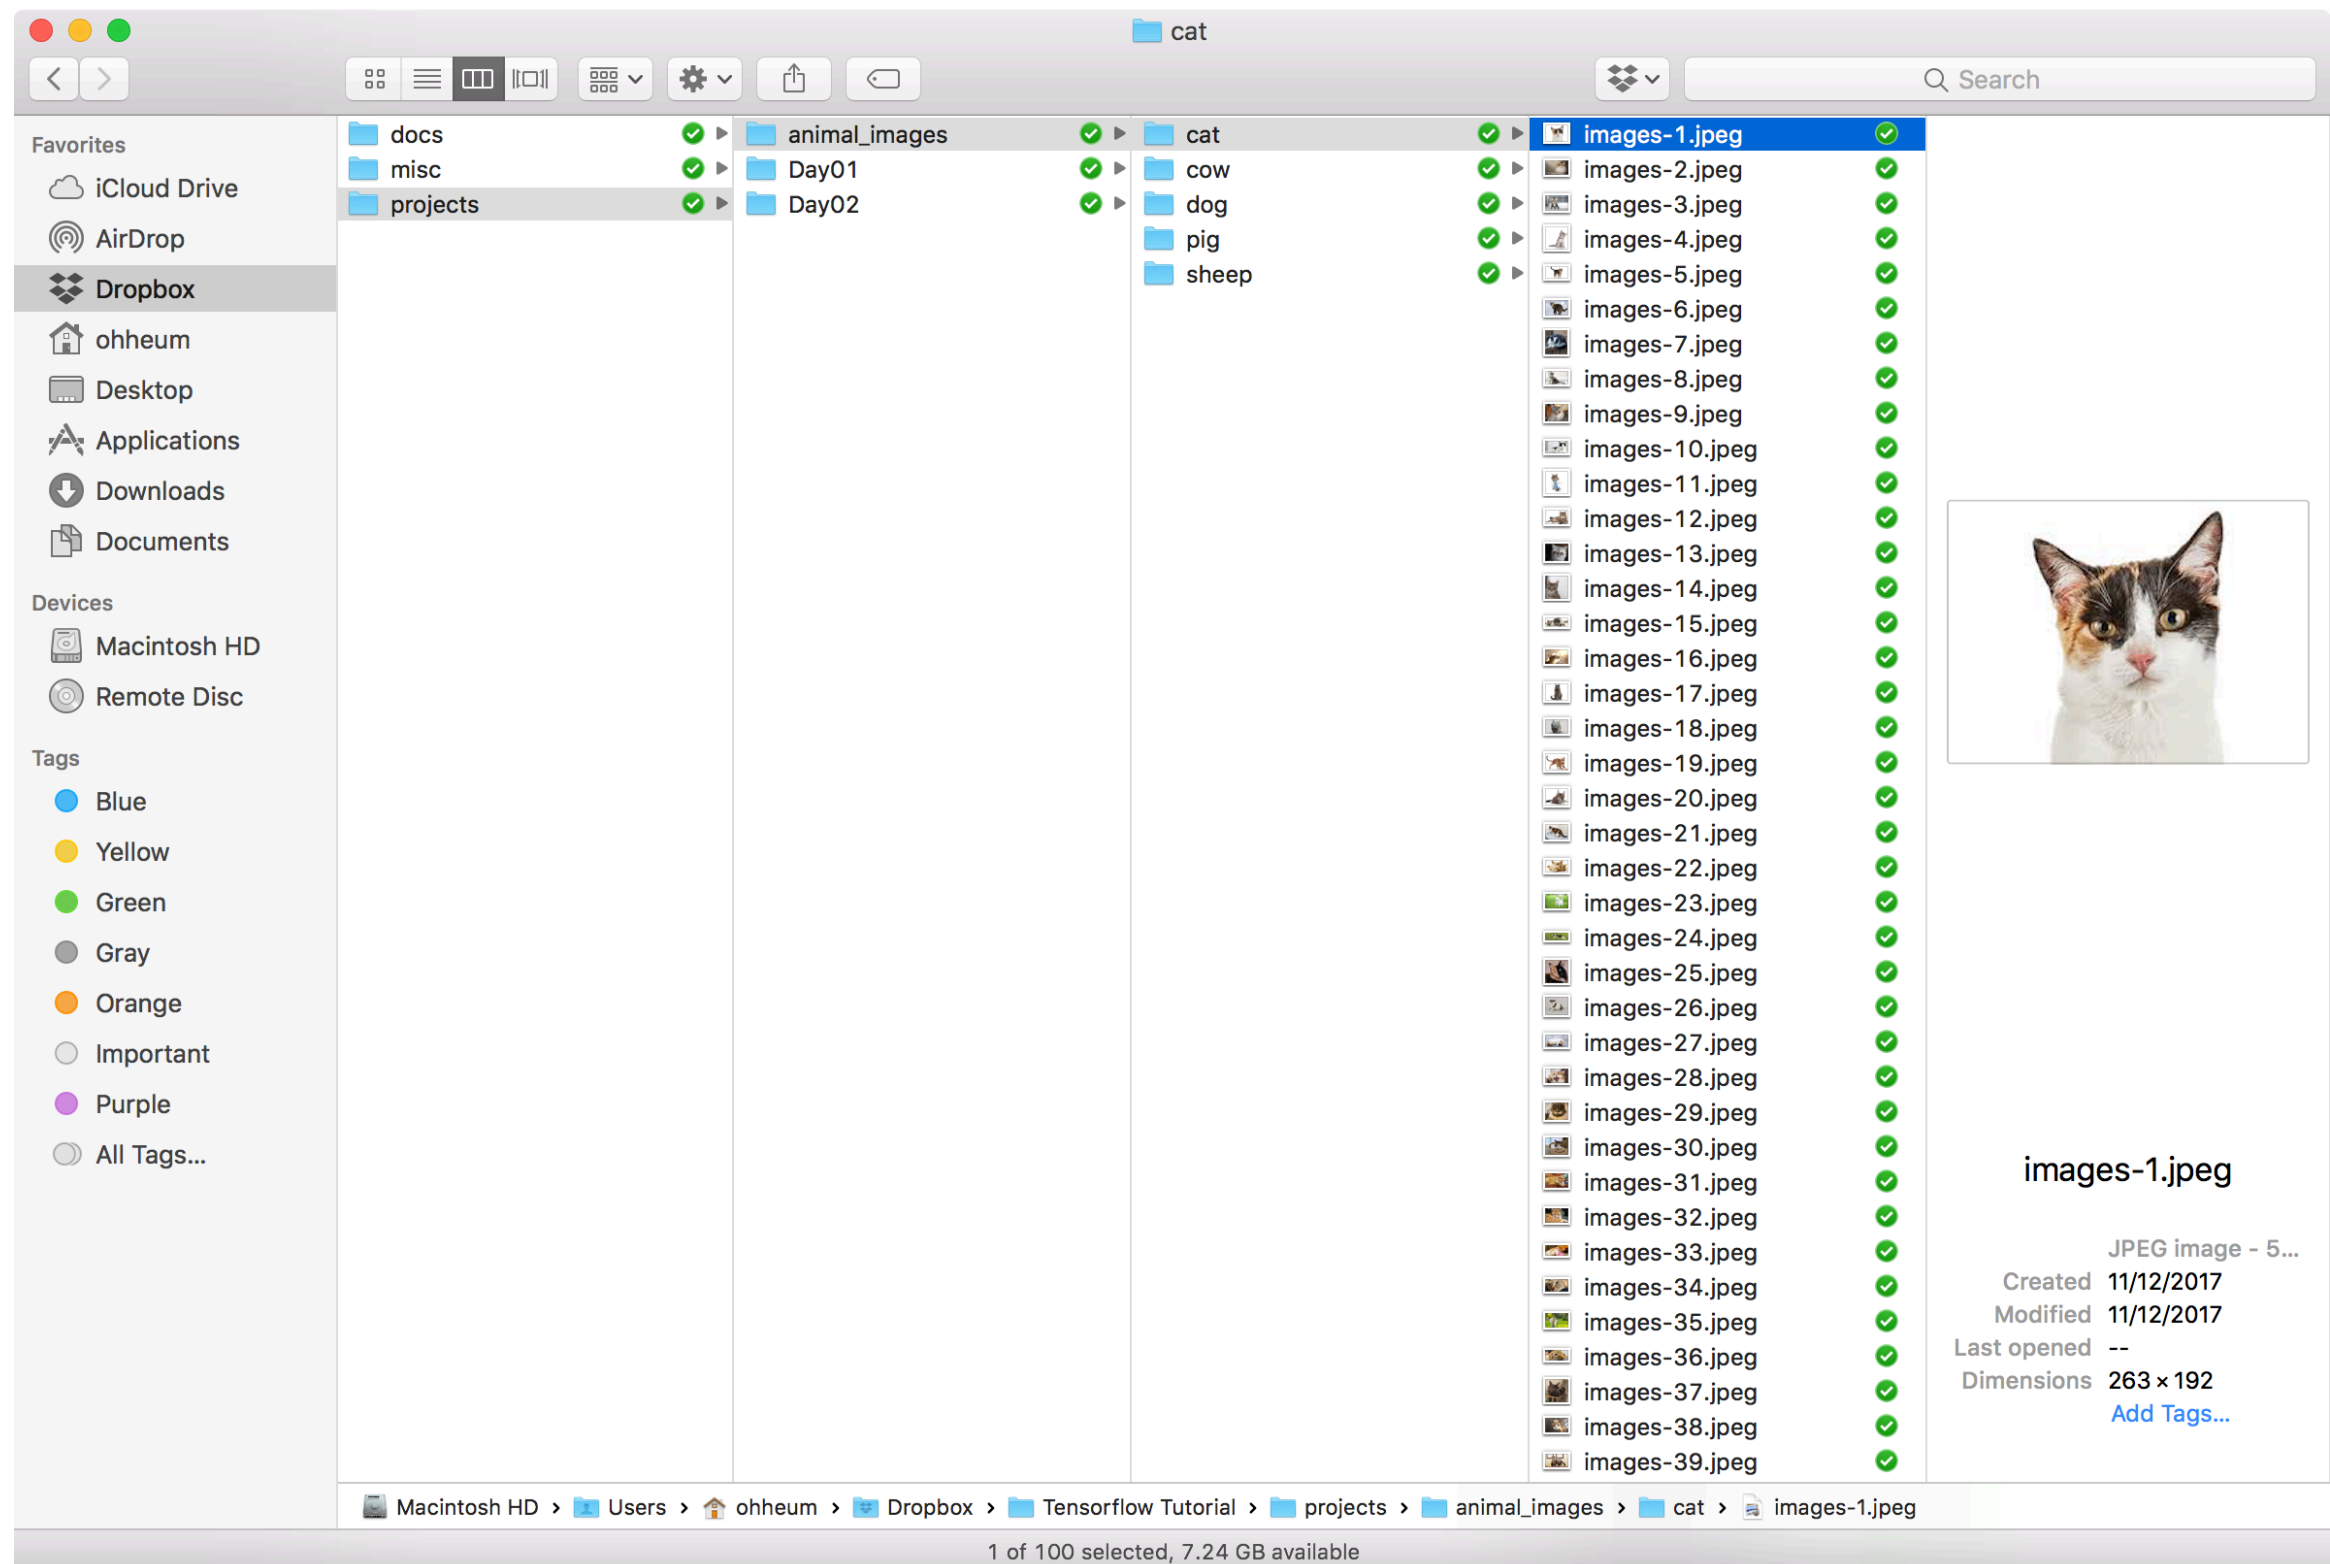 cat
Search
Favorites
iCloud Drive
AirDrop
Dropbox
ohheum
Desktop
Applications
Downloads
Documents
Devices
Macintosh HD
Remote Disc
Tags
Blue
Yellow
Green
Gray
Orange
Important
Purple
All Tags...
docs
misc
projects
animal_images
Day01
Day02
cat
cow
dog
pig
sheep
images-1.jpeg
images-2.jpeg
images-3.jpeg
images-4.jpeg
images-5.jpeg
images-6.jpeg
images-7.jpeg
images-8.jpeg
images-9.jpeg
images-10.jpeg
images-11.jpeg
images-12.jpeg
images-13.jpeg
images-14.jpeg
images-15.jpeg
images-16.jpeg
images-17.jpeg
images-18.jpeg
images-19.jpeg
images-20.jpeg
images-21.jpeg
images-22.jpeg
images-23.jpeg
images-24.jpeg
images-25.jpeg
images-26.jpeg
images-27.jpeg
images-28.jpeg
images-29.jpeg
images-30.jpeg
images-31.jpeg
images-32.jpeg
images-33.jpeg
images-34.jpeg
images-35.jpeg
images-36.jpeg
images-37.jpeg
images-38.jpeg
images-39.jpeg
images-1.jpeg
JPEG image - 5...
Created 11/12/2017
Modified 11/12/2017
Last opened --
Dimensions 263 × 192
Add Tags...
Macintosh HD › Users › ohheum › Dropbox › Tensorflow Tutorial › projects › animal_images › cat › images-1.jpeg
1 of 100 selected, 7.24 GB available